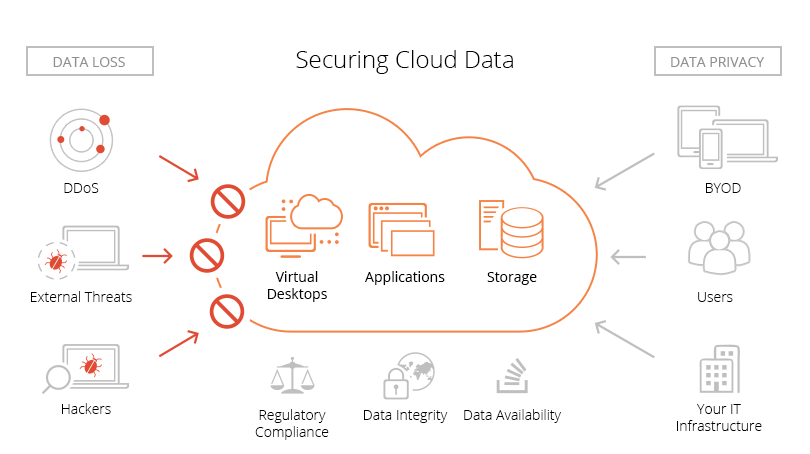 Securing Cloud Data
DATA LOSS
DATA PRIVACY
DDoS
External Threats
Hackers
Virtual
Desktops
Applications
Storage
BYOD
Users
Your IT
Infrastructure
Regulatory
Compliance
Data Integrity
Data Availability